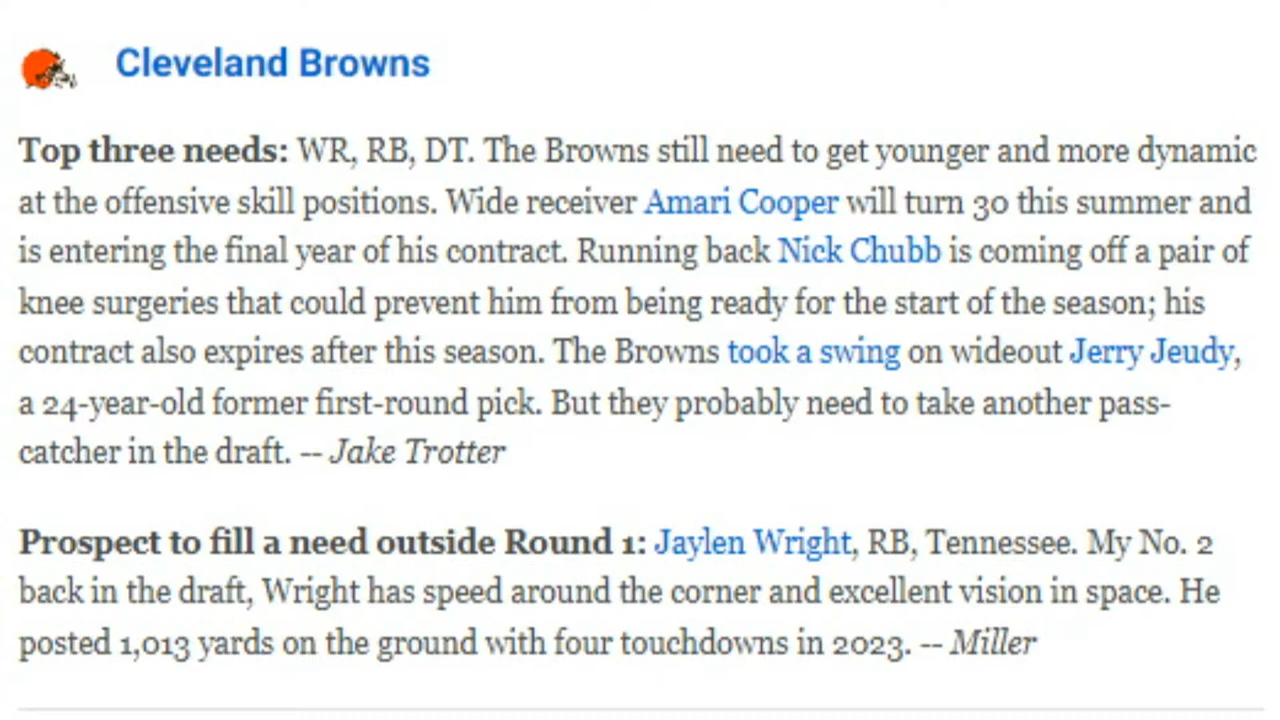 Cleveland Browns
Top three needs: WR, RB, DT. The Browns still need to get younger and more dynamic
at the offensive skill positions. Wide receiver Amari Cooper will turn 30 this summer and
is entering the final year of his contract. Running back Nick Chubb is coming off a pair of
knee surgeries that could prevent him from being ready for the start of the season; his
contract also expires after this season. The Browns took a swing on wideout Jerry Jeudy,
a 24-year-old former first-round pick. But they probably need to take another pass-
catcher in the draft. -- Jake Trotter
Prospect to fill a need outside Round 1: Jaylen Wright, RB, Tennessee. My No. 2
back in the draft, Wright has speed around the corner and excellent vision in space. He
posted 1,013 yards on the ground with four touchdowns in 2023. -- Miller